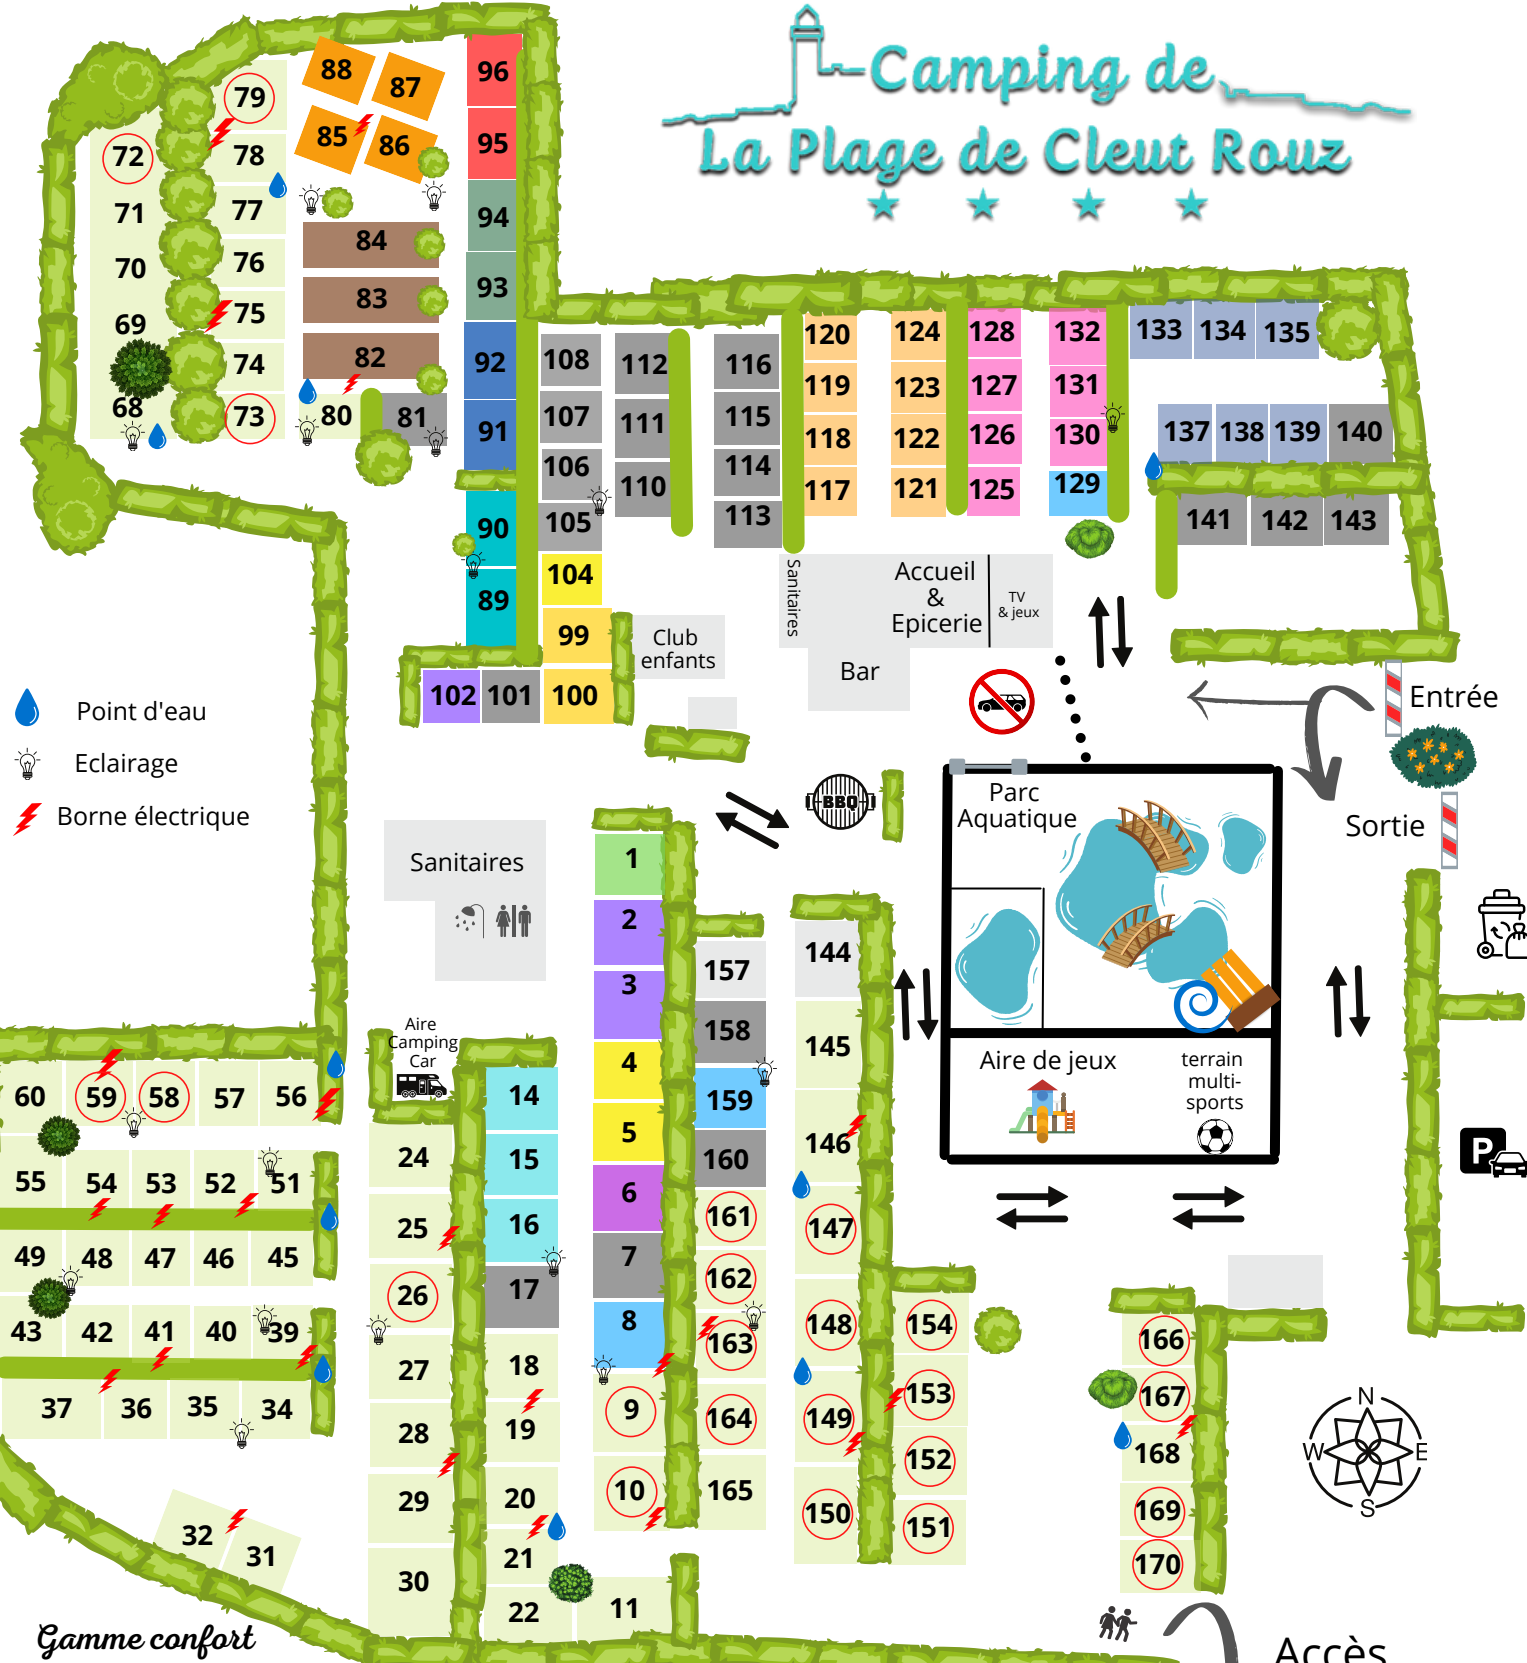 Camping de
La Plage de Cleut Rouz
88 87
85 86
96
95
94
93
92
91
90
89
79
78
77
76
75
74
73
72
71
70
69
68
84
83
82
80 81
108 112 116
107 111 115
106 110 114
105 113
104
99
102 101 100
120 124 128 132
119 123 127 131
118 122 126 130
117 121 125 129
133 134 135
137 138 139 140
141 142 143
Sanitaires
Accueil
&
Epicerie
TV
& jeux
Bar
Club
enfants
Point d'eau
Eclairage
Borne électrique
Entrée
Sortie
BBQ
Parc
Aquatique
Aire de jeux
terrain
multi-
sports
Sanitaires
P
Aire
Camping
Car
1
2
3
4
5
6
7
8
9
10
157
158
159
160
161
162
163
164
165
144
145
146
147
148
149
150
154
153
152
151
166
167
168
169
170
14
15
16
17
18
19
20
21
22 11
24
25
26
27
28
29
30
60 59 58 57 56
55 54 53 52 51
49 48 47 46 45
43 42 41 40 39
37 36 35 34
32 31
N
W E
S
Gamme confort
Accès